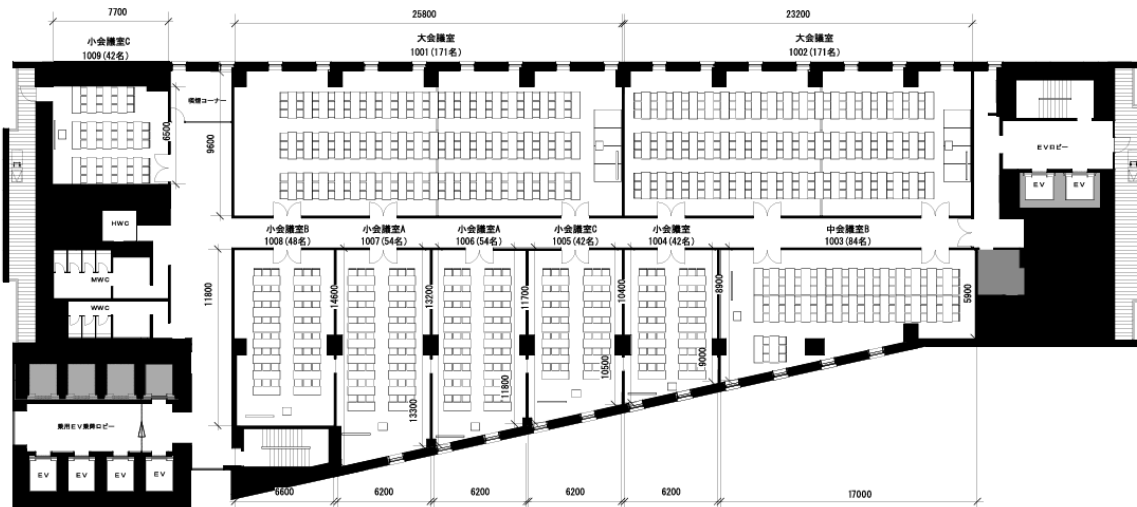 7700
25800
23200
小会議室C
1009(42名)
大会議室
1001(171名)
大会議室
1002(171名)
喫煙コーナー
6500
9600
EVロビー
EV
EV
HWC
MWC
WWC
小会議室B
1008(48名)
小会議室A
1007(54名)
小会議室A
1006(54名)
小会議室C
1005(42名)
小会議室
1004(42名)
中会議室B
1003(84名)
11800
14600
13200
11700
10400
8900
5900
13300
11800
10500
9000
乗用EV乗降ロビー
EV
EV
EV
EV
6600
6200
6200
6200
6200
17000